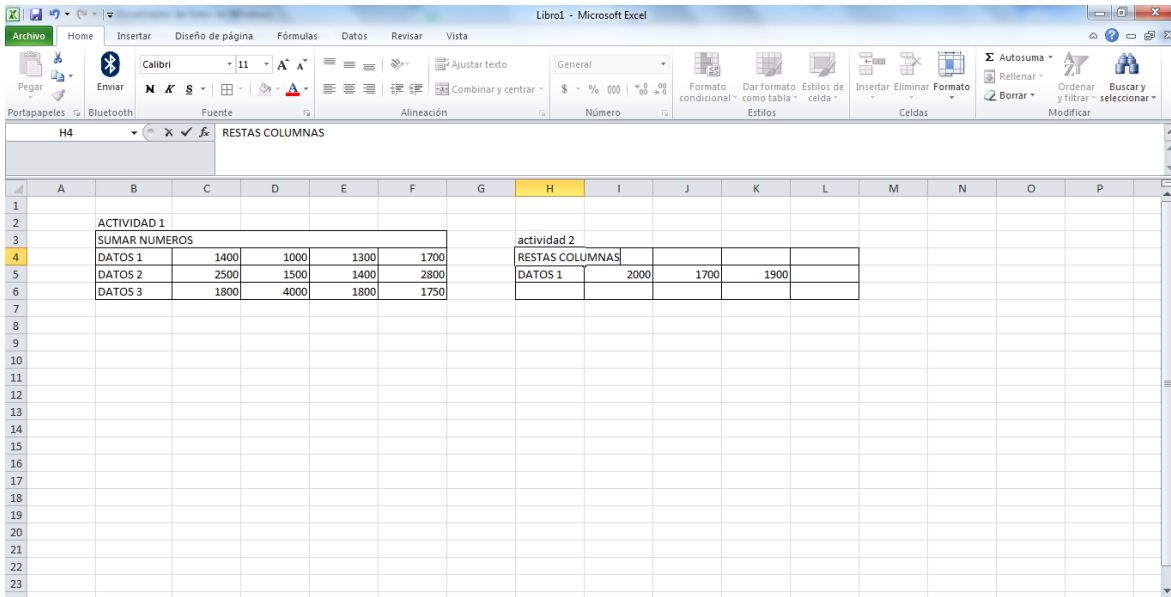 Libro1 - Microsoft Excel
Archivo Home Insertar Diseño de página Fórmulas Datos Revisar Vista
Calibri 11 Ajustar texto General Σ Autosuma
Rellenar
Pegar Enviar N K S A Combinar y centrar $ % 000 Formato Dar formato Estilos de Insertar Eliminar Formato Borrar Ordenar Buscar y
condicional como tabla celda y filtrar seleccionar
Portapapeles Bluetooth Fuente Alineación Número Estilos Celdas Modificar
H4 fx RESTAS COLUMNAS
A B C D E F G H I J K L M N O P
1
2 ACTIVIDAD 1
3 SUMAR NUMEROS actividad 2
4 DATOS 1 1400 1000 1300 1700 RESTAS COLUMNAS
5 DATOS 2 2500 1500 1400 2800 DATOS 1 2000 1700 1900
6 DATOS 3 1800 4000 1800 1750
7
8
9
10
11
12
13
14
15
16
17
18
19
20
21
22
23